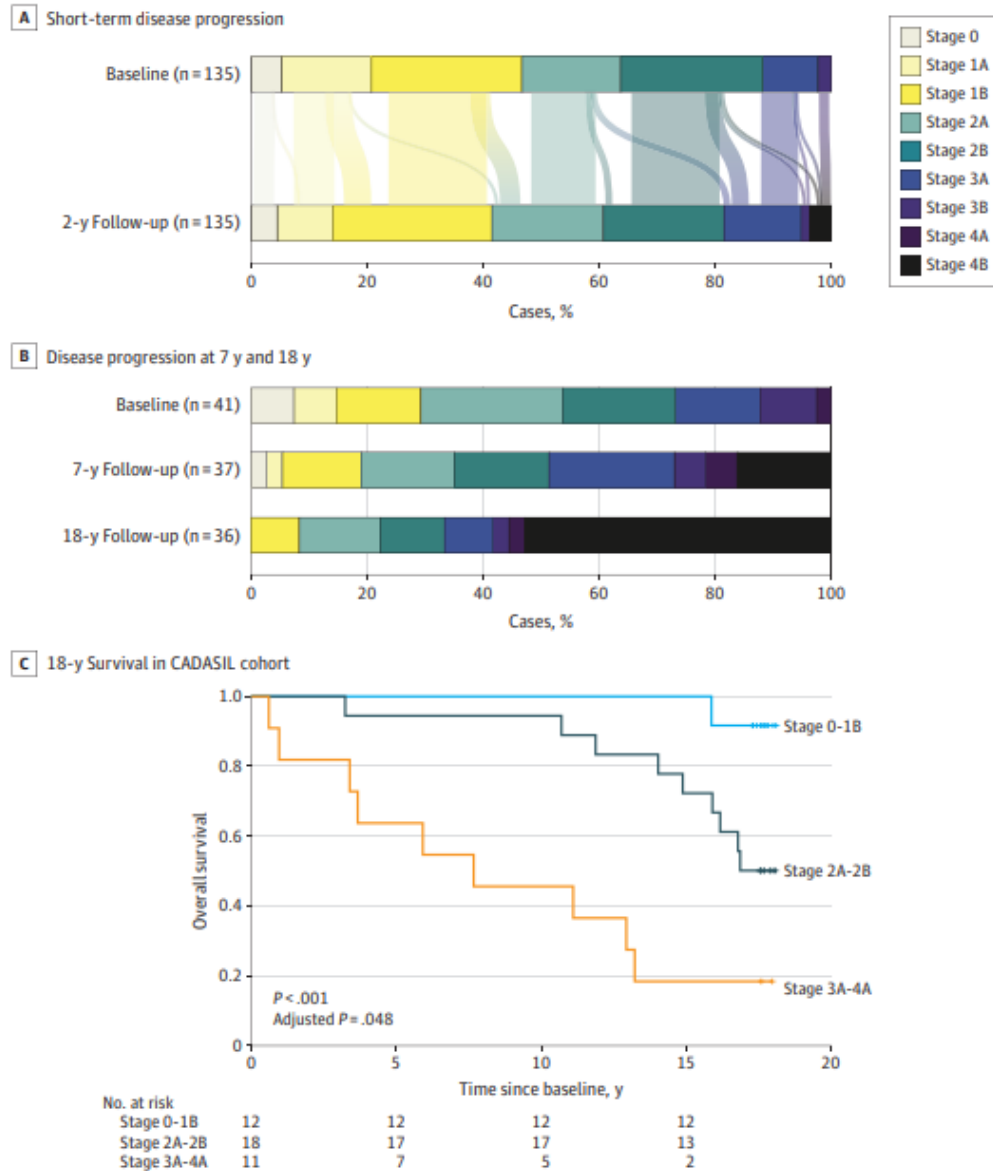 A Short-term disease progression
Baseline (n = 135)
2-y Follow-up (n = 135)
0 20 40 60 80 100
Cases, %
Stage 0
Stage 1A
Stage 1B
Stage 2A
Stage 2B
Stage 3A
Stage 3B
Stage 4A
Stage 4B
B Disease progression at 7 y and 18 y
Baseline (n = 41)
7-y Follow-up (n = 37)
18-y Follow-up (n = 36)
0 20 40 60 80 100
Cases, %
C 18-y Survival in CADASIL cohort
1.0
0.8
0.6
0.4
0.2
0
Overall survival
Stage 0-1B
Stage 2A-2B
Stage 3A-4A
P < .001
Adjusted P = .048
0 5 10 15 20
Time since baseline, y
No. at risk
Stage 0-1B 12 12 12 12
Stage 2A-2B 18 17 17 13
Stage 3A-4A 11 7 5 2